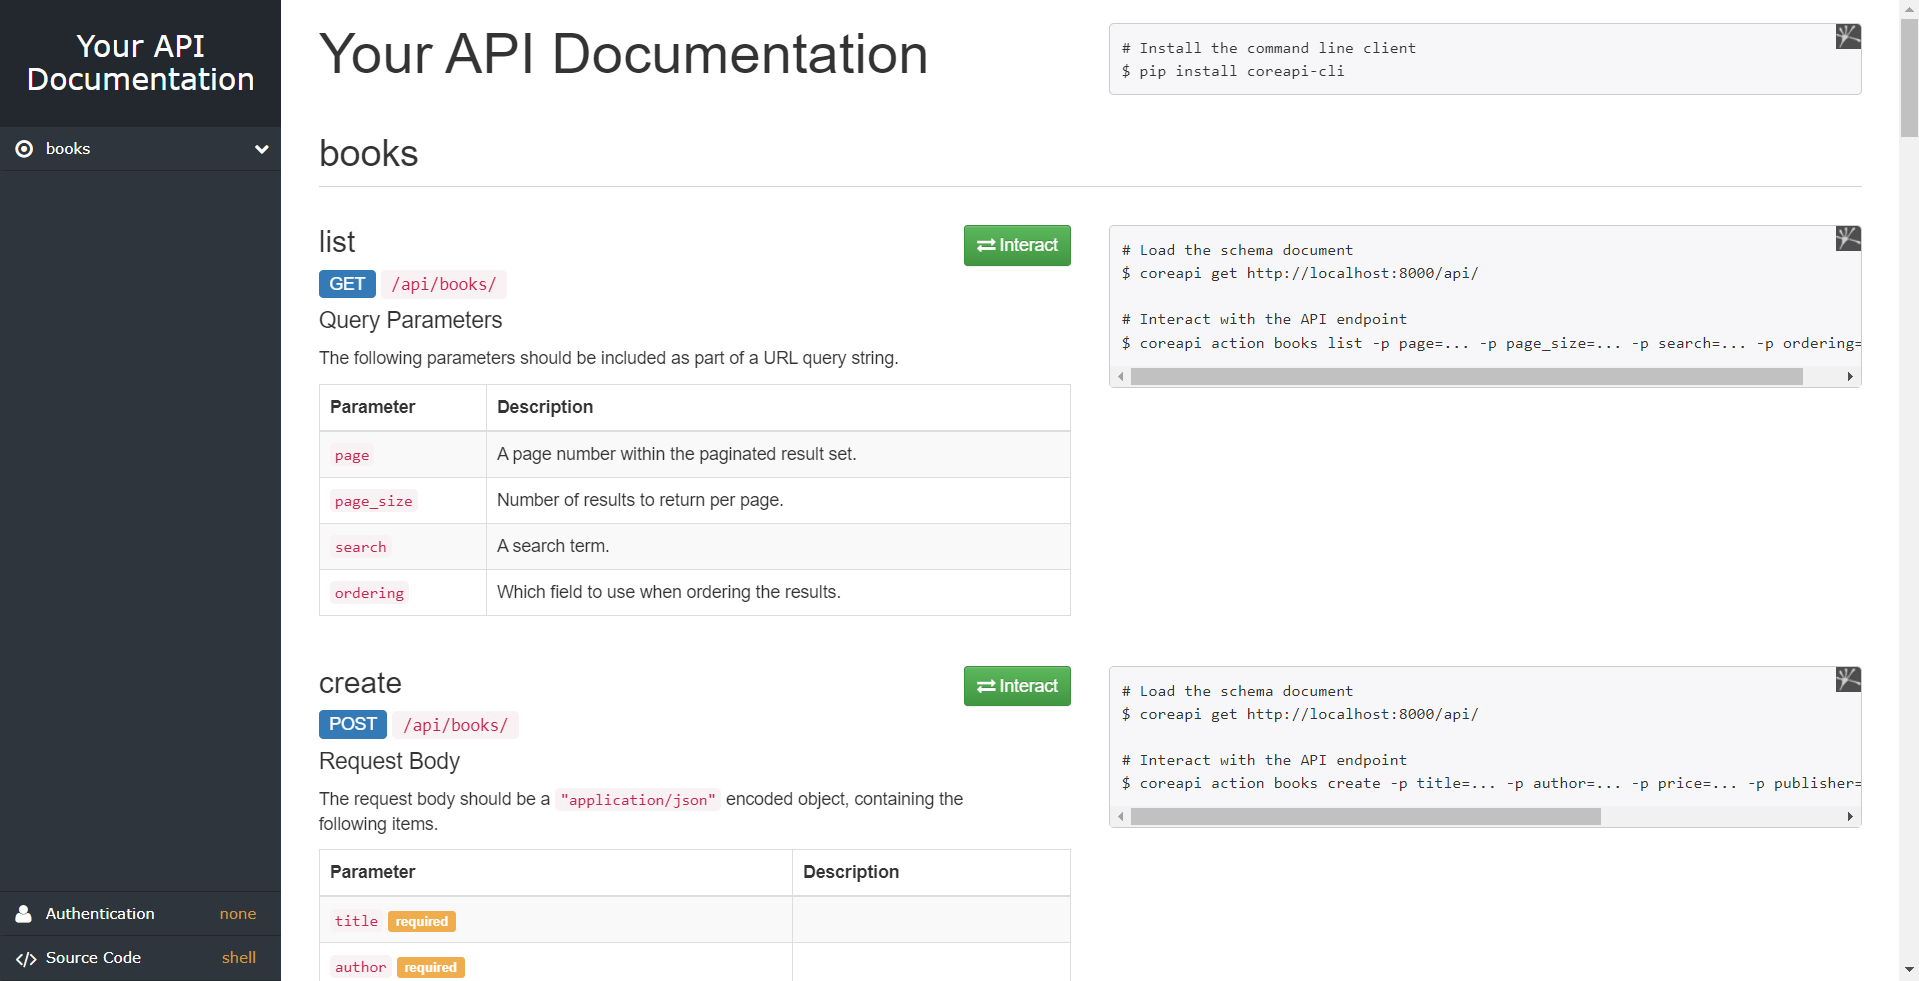 Your API
Documentation
books
Authentication none
Source Code shell
Your API Documentation
# Install the command line client
$ pip install coreapi-cli
books
list
Interact
GET /api/books/
Query Parameters
The following parameters should be included as part of a URL query string.
Parameter Description
page A page number within the paginated result set.
page_size Number of results to return per page.
search A search term.
ordering Which field to use when ordering the results.
# Load the schema document
$ coreapi get http://localhost:8000/api/
# Interact with the API endpoint
$ coreapi action books list -p page=... -p page_size=... -p search=... -p ordering=
create
Interact
POST /api/books/
Request Body
The request body should be a "application/json" encoded object, containing the
following items.
Parameter Description
title required
author required
# Load the schema document
$ coreapi get http://localhost:8000/api/
# Interact with the API endpoint
$ coreapi action books create -p title=... -p author=... -p price=... -p publisher=